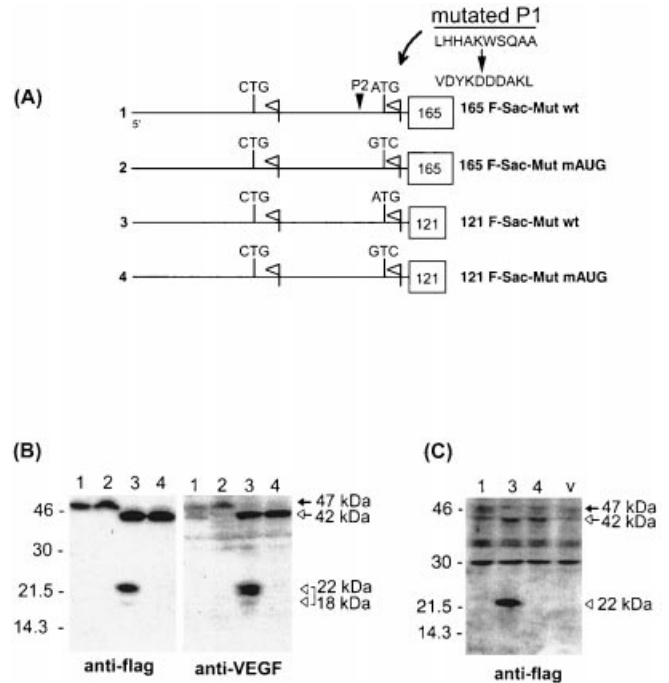 mutated P1
LHHAKWSQAA
VDYKDDDDAKL
(A)
CTG P2 ATG
1 5' 165 165 F-Sac-Mut wt
CTG GTC
2 165 165 F-Sac-Mut mAUG
CTG ATG
3 121 121 F-Sac-Mut wt
CTG GTC
4 121 121 F-Sac-Mut mAUG
(B)
1 2 3 4 1 2 3 4
46 - 47 kDa
42 kDa
30 -
21.5 - 22 kDa
18 kDa
14.3 -
anti-flag anti-VEGF
(C)
1 3 4 v
46 - 47 kDa
42 kDa
30 -
21.5 - 22 kDa
14.3 -
anti-flag